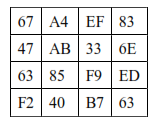 67 A4 EF 83
47 AB 33 6E
63 85 F9 ED
F2 40 B7 63